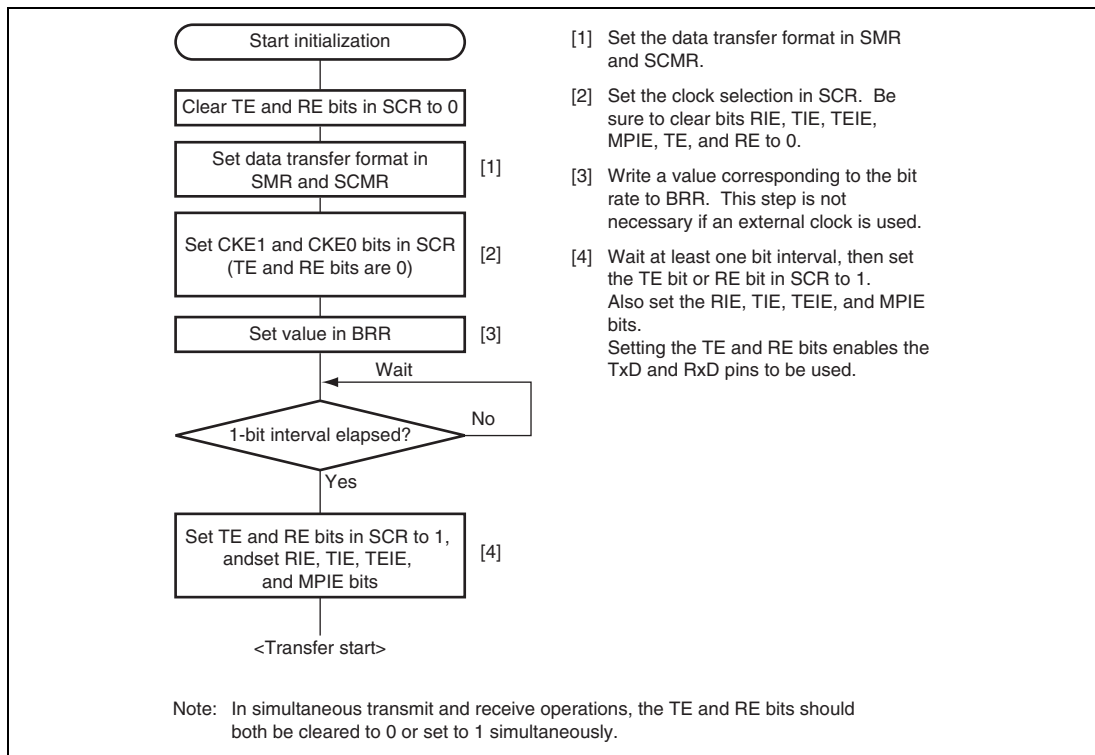 Start initialization
Clear TE and RE bits in SCR to 0
Set data transfer format in
SMR and SCMR
[1]
Set CKE1 and CKE0 bits in SCR
(TE and RE bits are 0)
[2]
Set value in BRR
[3]
Wait
No
1-bit interval elapsed?
Yes
Set TE and RE bits in SCR to 1,
andset RIE, TIE, TEIE,
and MPIE bits
[4]
<Transfer start>
[1] Set the data transfer format in SMR
and SCMR.
[2] Set the clock selection in SCR. Be
sure to clear bits RIE, TIE, TEIE,
MPIE, TE, and RE to 0.
[3] Write a value corresponding to the bit
rate to BRR. This step is not
necessary if an external clock is used.
[4] Wait at least one bit interval, then set
the TE bit or RE bit in SCR to 1.
Also set the RIE, TIE, TEIE, and MPIE
bits.
Setting the TE and RE bits enables the
TxD and RxD pins to be used.
Note: In simultaneous transmit and receive operations, the TE and RE bits should
both be cleared to 0 or set to 1 simultaneously.